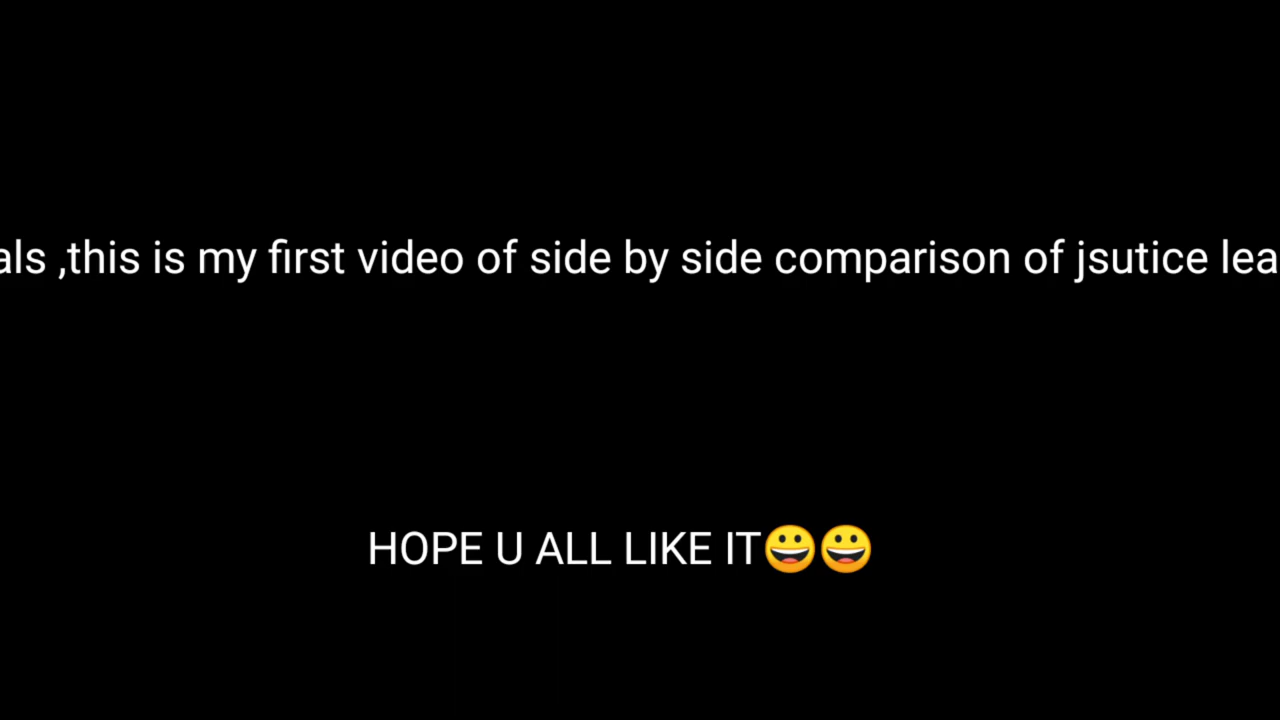 als ,this is my first video of side by side comparison of jsutice lea
HOPE U ALL LIKE IT😀😀